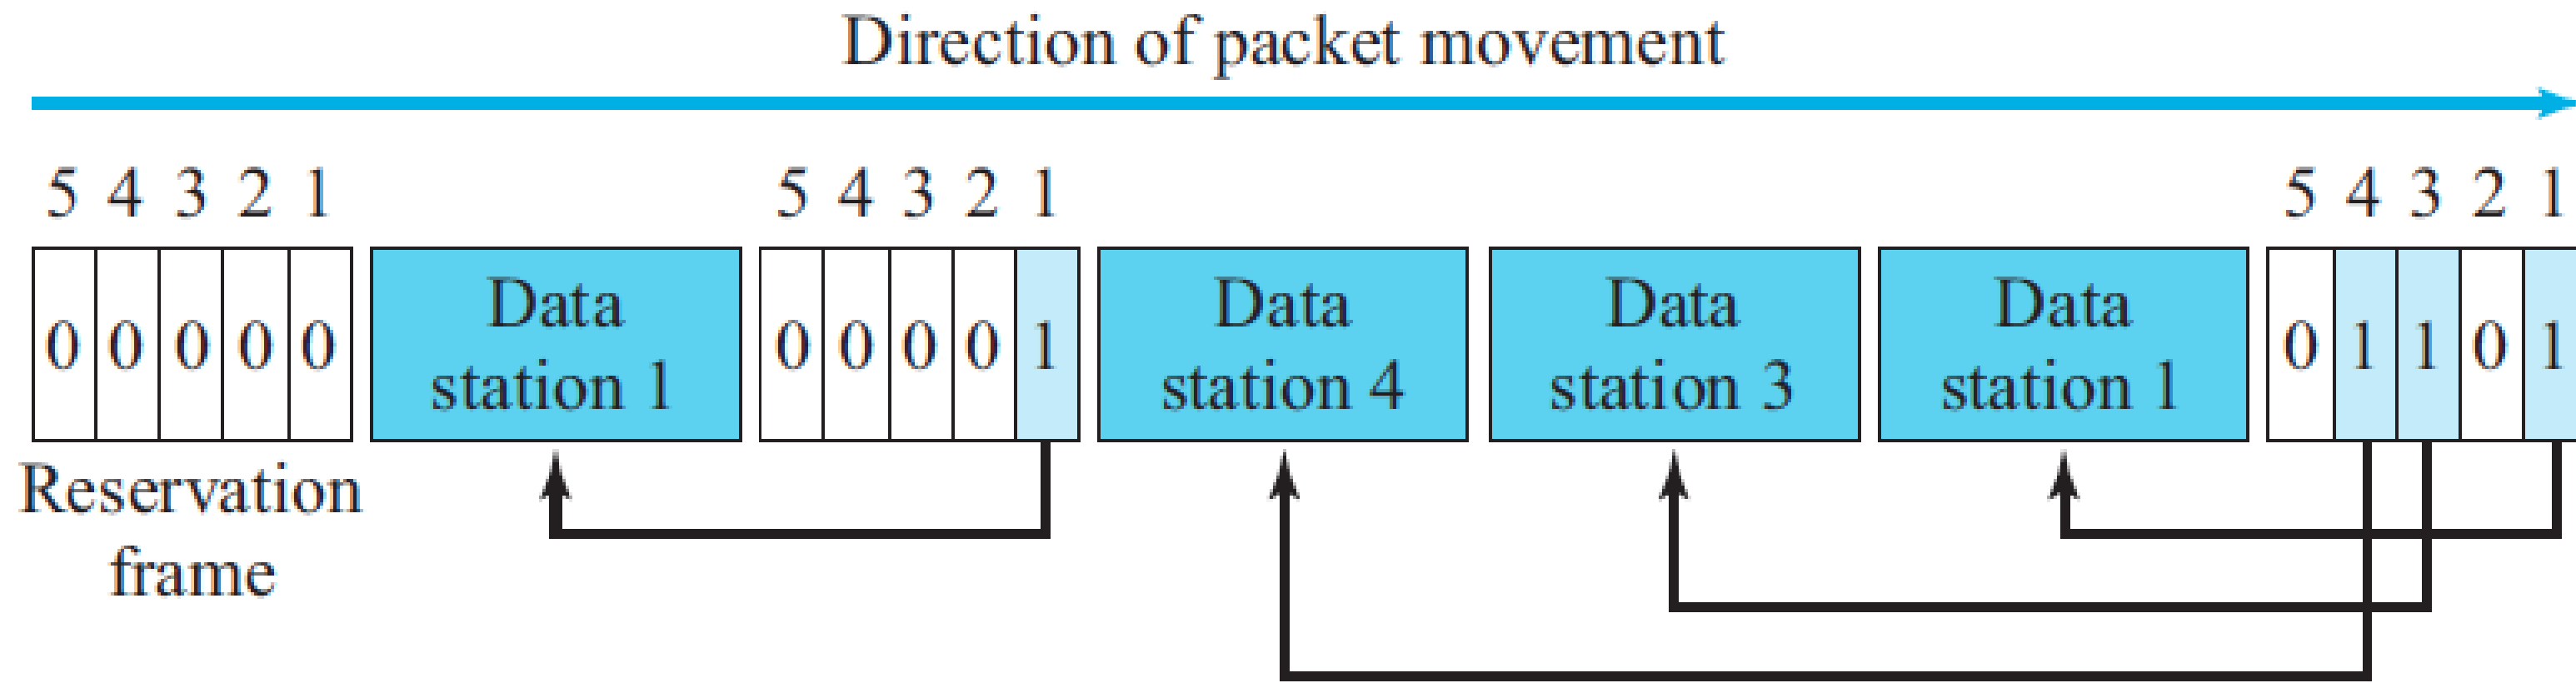 Direction of packet movement
5 4 3 2 1 5 4 3 2 1 5 4 3 2 1
0 0 0 0 0 Data station 1 0 0 0 0 1 Data station 4 Data station 3 Data station 1 0 1 1 0 1
Reservation
frame